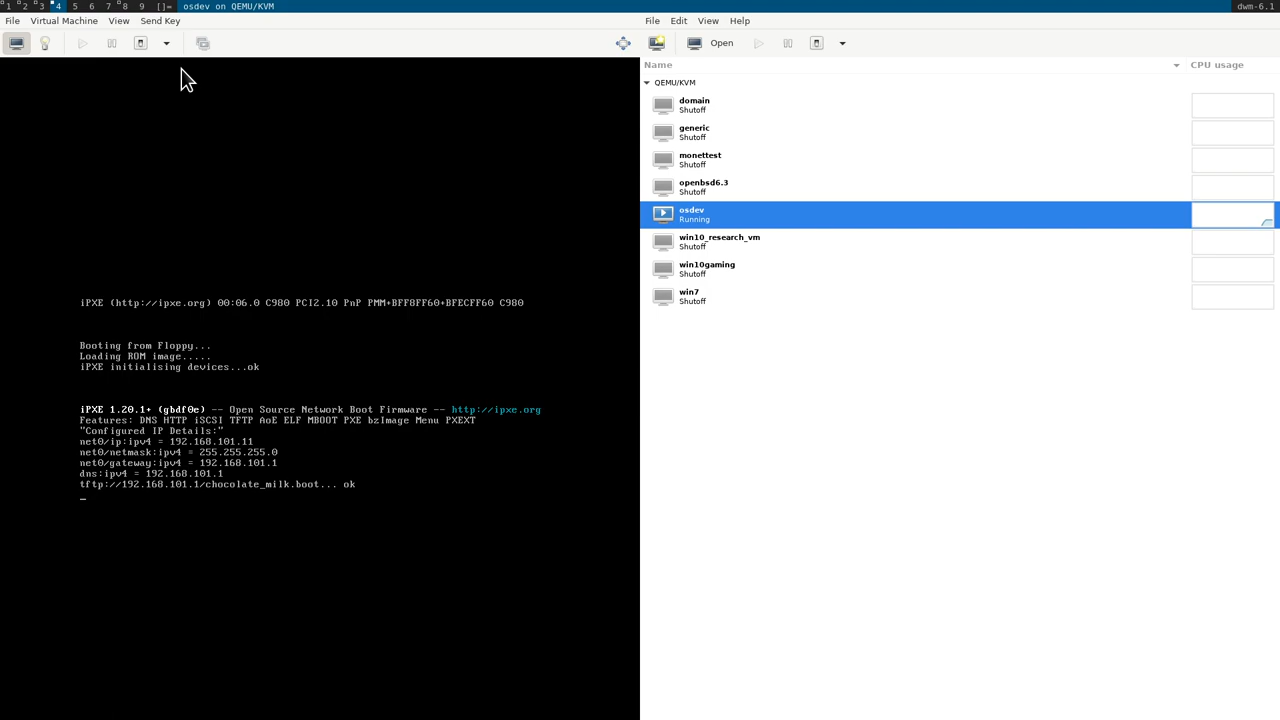 1 2 3 4 5 6 7 8 9 []= osdev on QEMU/KVM dwm-6.1
File Virtual Machine View Send Key
iPXE (http://ipxe.org) 00:06.0 C980 PCI2.10 PnP PMM+BFF8FF60+BFECFF60 C980
Booting from Floppy...
Loading ROM image.....
iPXE initialising devices...ok
iPXE 1.20.1+ (gbdf0e) -- Open Source Network Boot Firmware -- http://ipxe.org
Features: DNS HTTP iSCSI TFTP AoE ELF MBOOT PXE bzImage Menu PXEXT
"Configured IP Details:"
net0/ip:ipv4 = 192.168.101.11
net0/netmask:ipv4 = 255.255.255.0
net0/gateway:ipv4 = 192.168.101.1
dns:ipv4 = 192.168.101.1
tftp://192.168.101.1/chocolate_milk.boot... ok
_
File Edit View Help
Open
Name CPU usage
QEMU/KVM
domain
Shutoff
generic
Shutoff
monettest
Shutoff
openbsd6.3
Shutoff
osdev
Running
win10_research_vm
Shutoff
win10gaming
Shutoff
win7
Shutoff